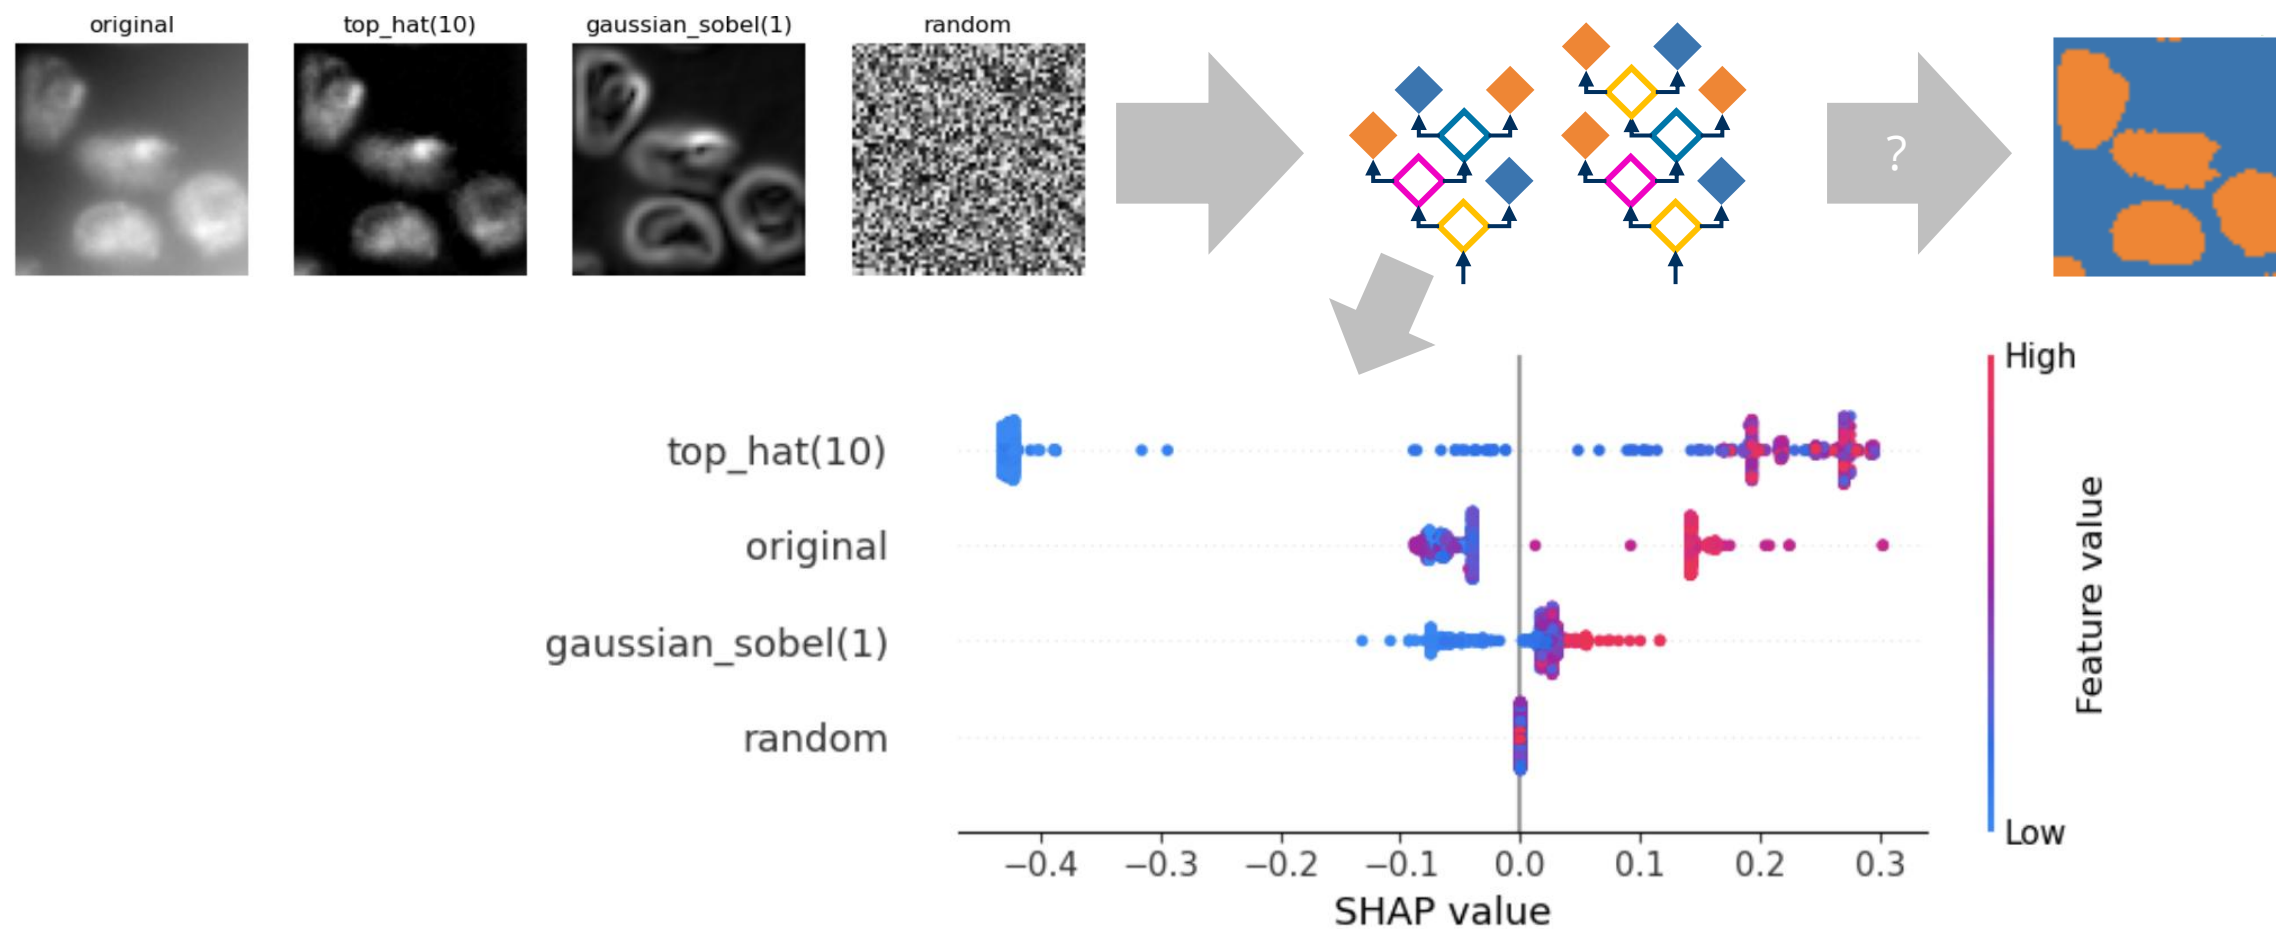 original
top_hat(10)
gaussian_sobel(1)
random
?
High
top_hat(10)
original
gaussian_sobel(1)
random
Feature value
Low
−0.4 −0.3 −0.2 −0.1 0.0 0.1 0.2 0.3
SHAP value